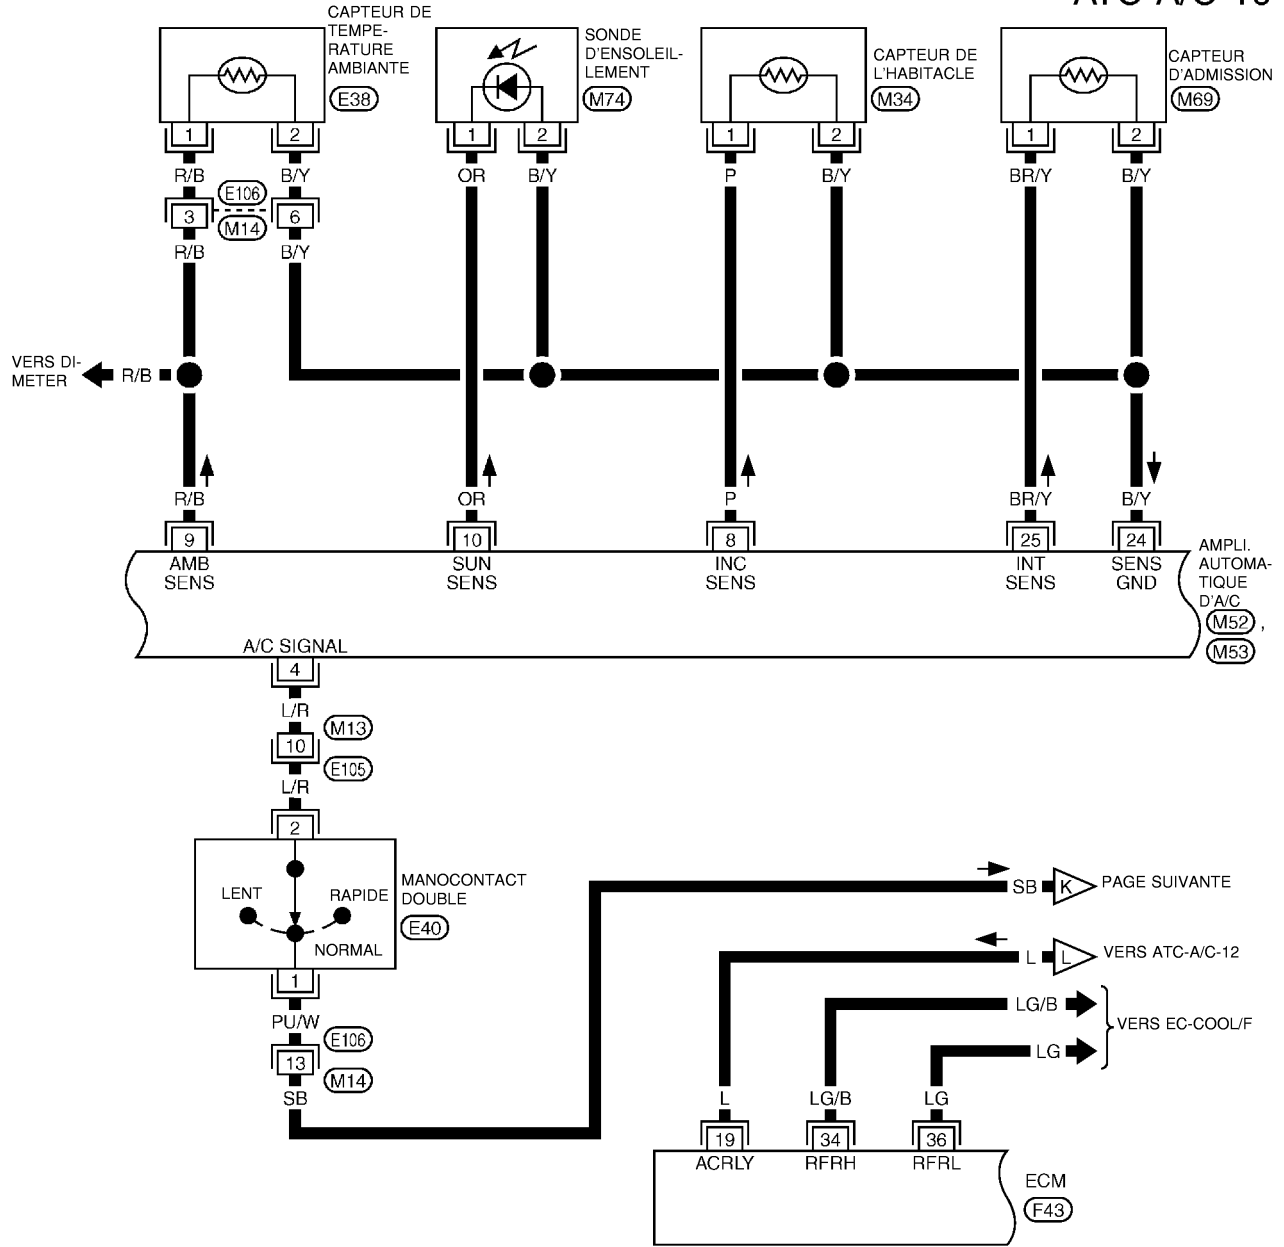 CAPTEUR DE
TEMPE-
RATURE
AMBIANTE
E38
SONDE
D'ENSOLEIL-
LEMENT
M74
CAPTEUR DE
L'HABITACLE
M34
CAPTEUR
D'ADMISSION
M69
1 2 1 2 1 2 1 2
R/B B/Y OR B/Y P B/Y BR/Y B/Y
E106
3 6
M14
R/B B/Y
VERS DI-
METER
R/B
R/B OR P BR/Y B/Y
9 10 8 25 24
AMB
SENS
SUN
SENS
INC
SENS
INT
SENS
SENS
GND
AMPLI.
AUTOMA-
TIQUE
D'A/C
M52 ,
M53
A/C SIGNAL
4
L/R
M13
10
E105
L/R
2
LENT
RAPIDE
NORMAL
MANOCONTACT
DOUBLE
E40
1
PU/W
E106
13
M14
SB
SB K PAGE SUIVANTE
L L VERS ATC-A/C-12
LG/B
LG
VERS EC-COOL/F
L LG/B LG
19 34 36
ACRLY RFRH RFRL
ECM
F43